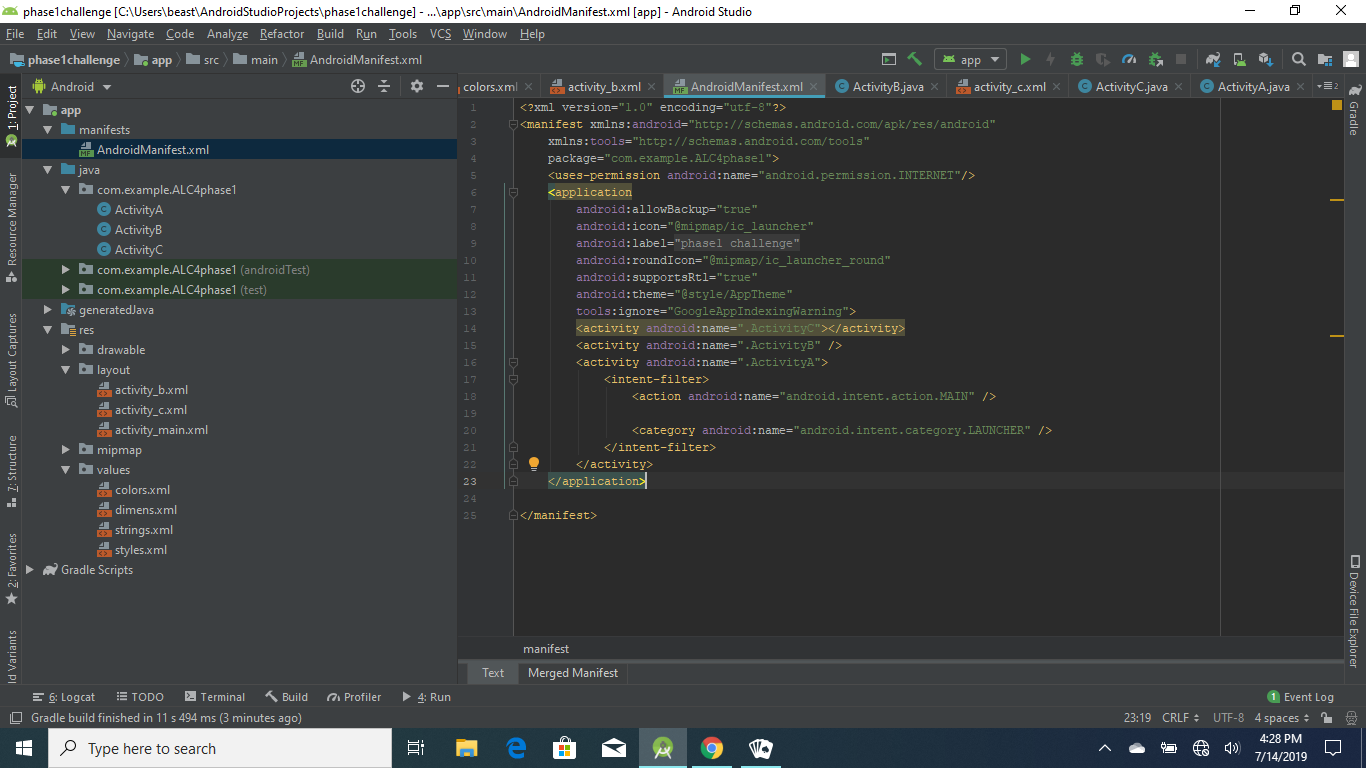 phase1challenge [C:\Users\beast\AndroidStudioProjects\phase1challenge] - ...\app\src\main\AndroidManifest.xml [app] - Android Studio
File Edit View Navigate Code Analyze Refactor Build Run Tools VCS Window Help
phase1challenge app src main AndroidManifest.xml
app
Android
colors.xml activity_b.xml AndroidManifest.xml ActivityB.java activity_c.xml ActivityC.java ActivityA.java 2
1: Project
Resource Manager
Layout Captures
7: Structure
2: Favorites
ld Variants
app
manifests
AndroidManifest.xml
java
com.example.ALC4phase1
ActivityA
ActivityB
ActivityC
com.example.ALC4phase1 (androidTest)
com.example.ALC4phase1 (test)
generatedJava
res
drawable
layout
activity_b.xml
activity_c.xml
activity_main.xml
mipmap
values
colors.xml
dimens.xml
strings.xml
styles.xml
Gradle Scripts
1 <?xml version="1.0" encoding="utf-8"?>
2 <manifest xmlns:android="http://schemas.android.com/apk/res/android"
3 xmlns:tools="http://schemas.android.com/tools"
4 package="com.example.ALC4phase1">
5 <uses-permission android:name="android.permission.INTERNET"/>
6 <application
7 android:allowBackup="true"
8 android:icon="@mipmap/ic_launcher"
9 android:label="phase1 challenge"
10 android:roundIcon="@mipmap/ic_launcher_round"
11 android:supportsRtl="true"
12 android:theme="@style/AppTheme"
13 tools:ignore="GoogleAppIndexingWarning">
14 <activity android:name=".ActivityC"></activity>
15 <activity android:name=".ActivityB" />
16 <activity android:name=".ActivityA">
17 <intent-filter>
18 <action android:name="android.intent.action.MAIN" />
19
20 <category android:name="android.intent.category.LAUNCHER" />
21 </intent-filter>
22 </activity>
23 </application>
24
25 </manifest>
Gradle
Device File Explorer
manifest
Text Merged Manifest
6: Logcat TODO Terminal Build Profiler 4: Run 1 Event Log
Gradle build finished in 11 s 494 ms (3 minutes ago) 23:19 CRLF UTF-8 4 spaces
Type here to search
4:28 PM
7/14/2019